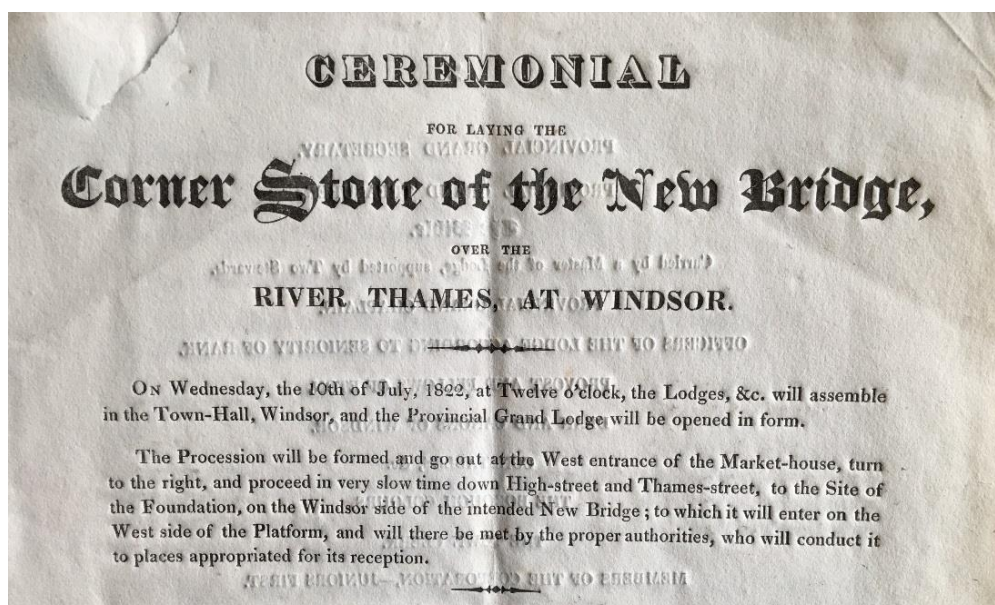 CEREMONIAL
FOR LAYING THE
Corner Stone of the New Bridge,
OVER THE
RIVER THAMES, AT WINDSOR.
ON Wednesday, the 10th of July, 1822, at Twelve o'clock, the Lodges, &c. will assemble
in the Town-Hall, Windsor, and the Provincial Grand Lodge will be opened in form.
The Procession will be formed and go out at the West entrance of the Market-house, turn
to the right, and proceed in very slow time down High-street and Thames-street, to the Site of
the Foundation, on the Windsor side of the intended New Bridge; to which it will enter on the
West side of the Platform, and will there be met by the proper authorities, who will conduct it
to places appropriated for its reception.